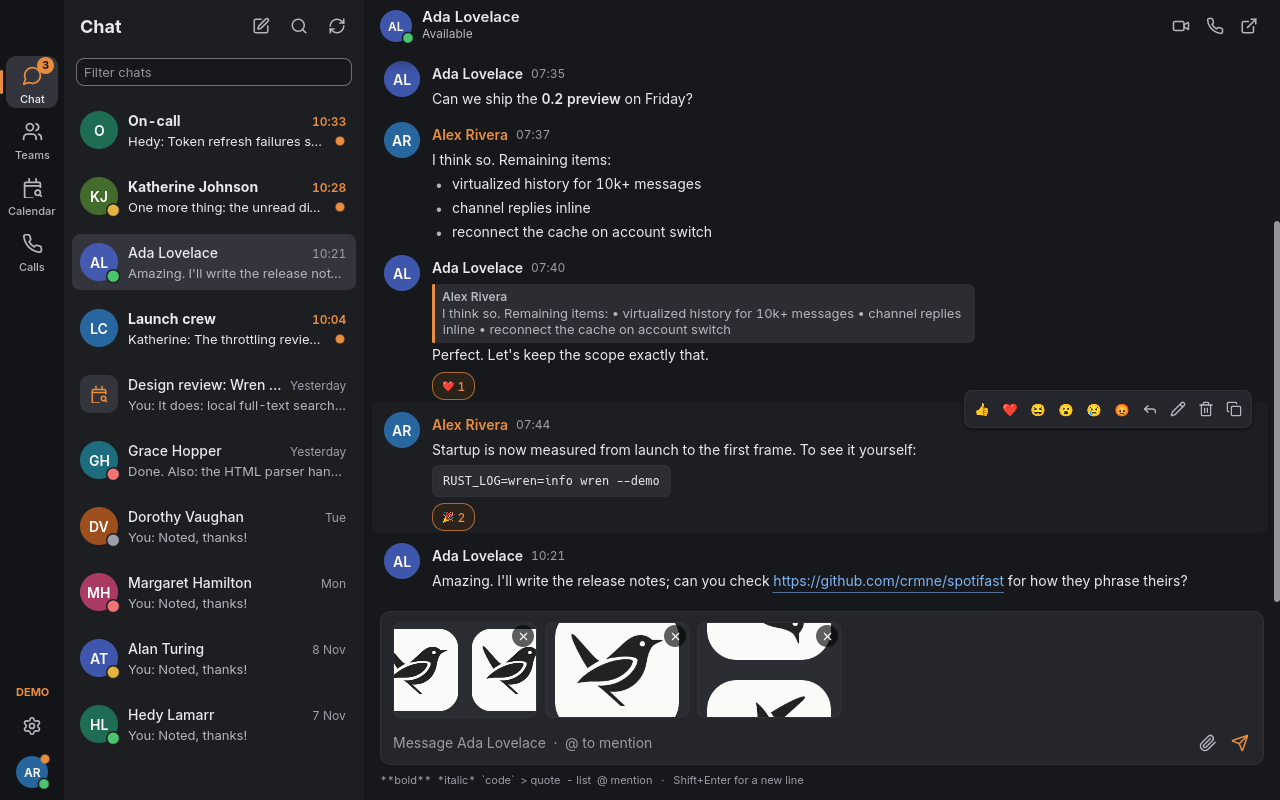 3
Chat
Teams
Calendar
Calls
DEMO
AR
Chat
Filter chats
O
On-call
10:33
Hedy: Token refresh failures s...
KJ
Katherine Johnson
10:28
One more thing: the unread di...
AL
Ada Lovelace
10:21
Amazing. I'll write the release not...
LC
Launch crew
10:04
Katherine: The throttling revie...
Design review: Wren ...
Yesterday
You: It does: local full-text search...
GH
Grace Hopper
Yesterday
Done. Also: the HTML parser han...
DV
Dorothy Vaughan
Tue
You: Noted, thanks!
MH
Margaret Hamilton
Mon
You: Noted, thanks!
AT
Alan Turing
8 Nov
You: Noted, thanks!
HL
Hedy Lamarr
7 Nov
You: Noted, thanks!
AL
Ada Lovelace
Available
AL
Ada Lovelace 07:35
Can we ship the 0.2 preview on Friday?
AR
Alex Rivera 07:37
I think so. Remaining items:
• virtualized history for 10k+ messages
• channel replies inline
• reconnect the cache on account switch
AL
Ada Lovelace 07:40
Alex Rivera
I think so. Remaining items: • virtualized history for 10k+ messages • channel replies
inline • reconnect the cache on account switch
Perfect. Let's keep the scope exactly that.
❤️ 1
👍 ❤️ 😆 😮 😢 😡
AR
Alex Rivera 07:44
Startup is now measured from launch to the first frame. To see it yourself:
RUST_LOG=wren=info wren --demo
🎉 2
AL
Ada Lovelace 10:21
Amazing. I'll write the release notes; can you check https://github.com/crmne/spotifast for how they phrase theirs?
Message Ada Lovelace · @ to mention
**bold** *italic* `code` > quote - list @ mention · Shift+Enter for a new line